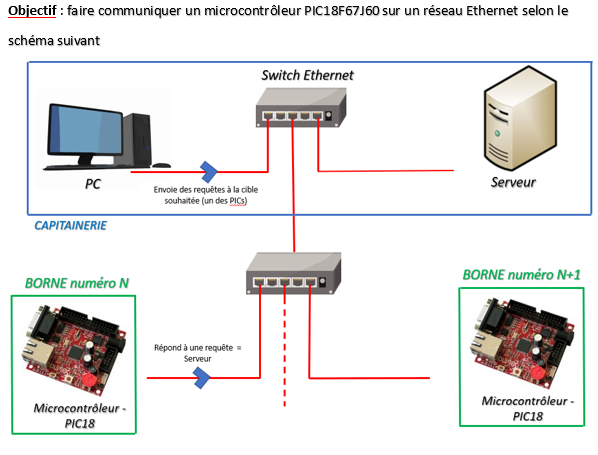 Objectif : faire communiquer un microcontrôleur PIC18F67J60 sur un réseau Ethernet selon le
schéma suivant
Switch Ethernet
PC
Serveur
Envoie des requêtes à la cible
souhaitée (un des PICs)
CAPITAINERIE
BORNE numéro N
BORNE numéro N+1
Répond à une requête =
Serveur
Microcontrôleur -
PIC18
Microcontrôleur -
PIC18